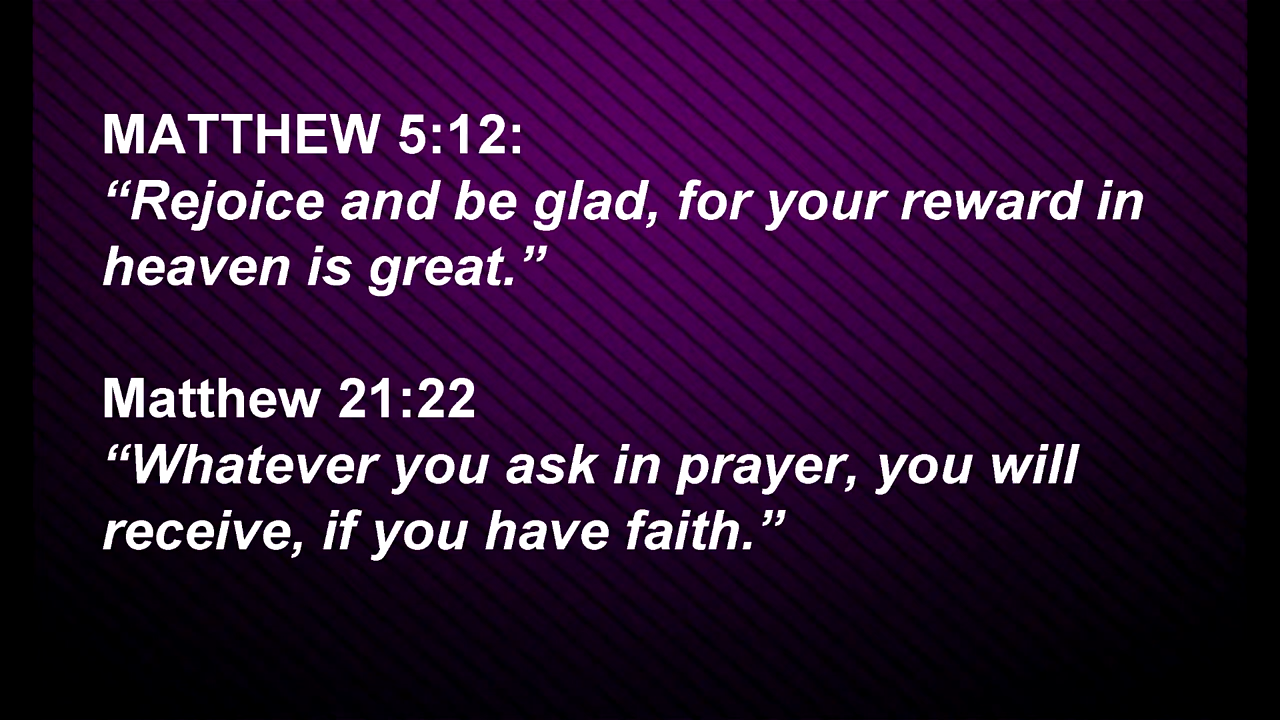 MATTHEW 5:12:
“Rejoice and be glad, for your reward in
heaven is great.”
Matthew 21:22
“Whatever you ask in prayer, you will
receive, if you have faith.”